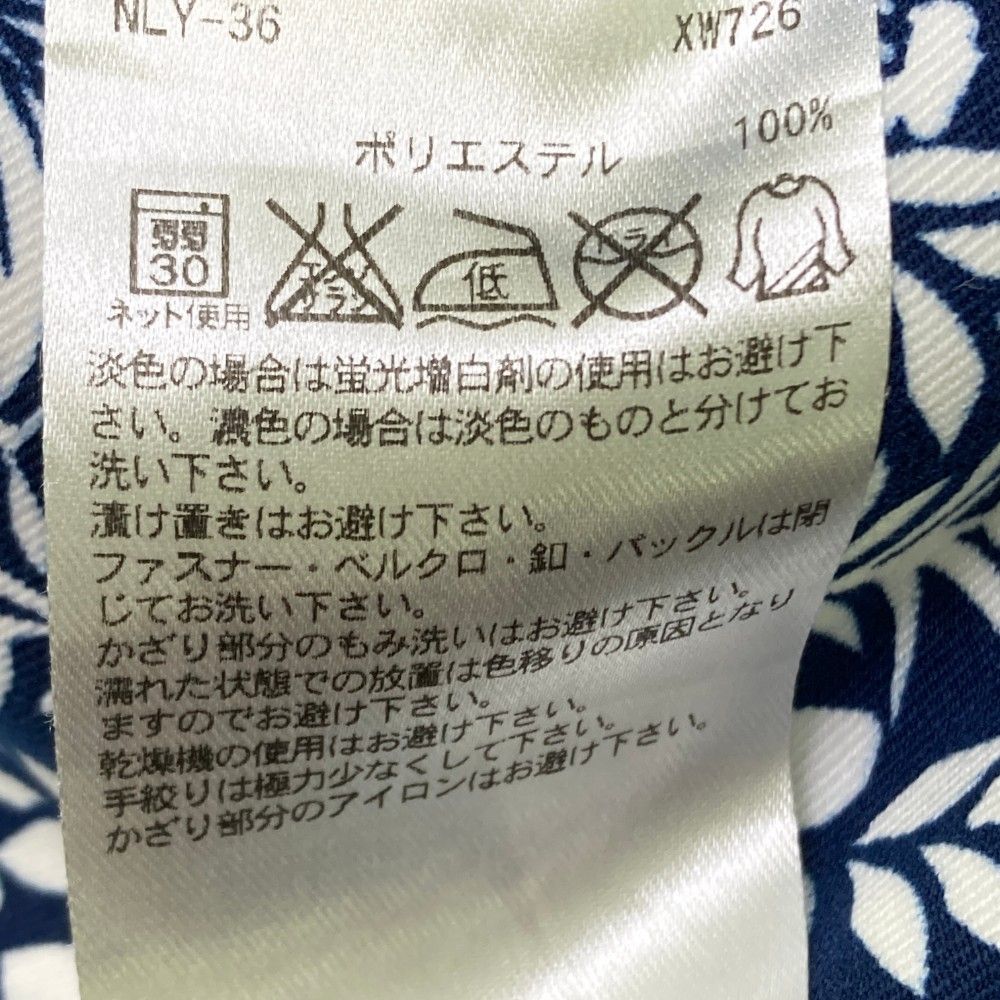 NLY-36 XW726
ポリエステル 100%
弱
30
ネット使用
エンソ
サラシ
低
ドライ
淡色の場合は蛍光増白剤の使用はお避け下
さい。濃色の場合は淡色のものと分けてお
洗い下さい。
漬け置きはお避け下さい。
ファスナー・ベルクロ・釦・バックルは閉
じてお洗い下さい。
かざり部分のもみ洗いはお避け下さい。
濡れた状態での放置は色移りの原因となり
ますのでお避け下さい。
乾燥機の使用はお避け下さい。
手絞りは極力少なくして下さい。
かざり部分のアイロンはお避け下さい。